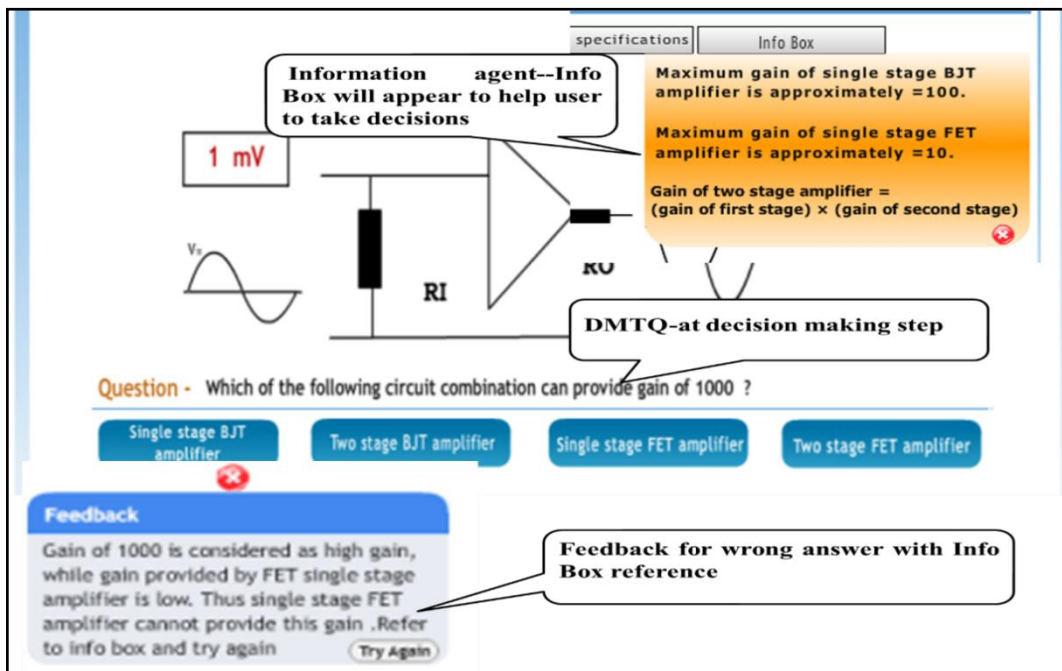 specifications
Info Box
Information agent--Info
Box will appear to help user
to take decisions
Maximum gain of single stage BJT
amplifier is approximately =100.
Maximum gain of single stage FET
amplifier is approximately =10.
Gain of two stage amplifier =
(gain of first stage) × (gain of second stage)
1 mV
RI
RO
DMTQ-at decision making step
Question - Which of the following circuit combination can provide gain of 1000 ?
Single stage BJT
amplifier
Two stage BJT amplifier
Single stage FET amplifier
Two stage FET amplifier
Feedback
Gain of 1000 is considered as high gain,
while gain provided by FET single stage
amplifier is low. Thus single stage FET
amplifier cannot provide this gain .Refer
to info box and try again
Try Again
Feedback for wrong answer with Info
Box reference